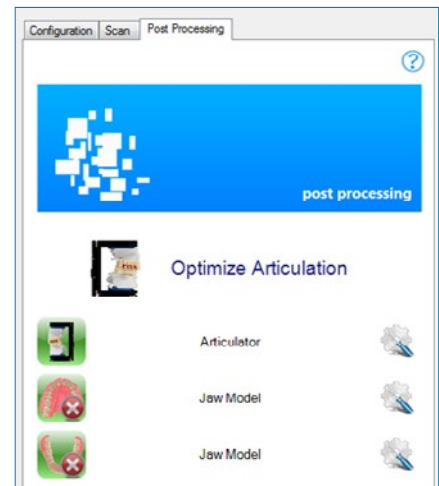 Configuration Scan Post Processing
?
post processing
Optimize Articulation
Articulator
Jaw Model
Jaw Model